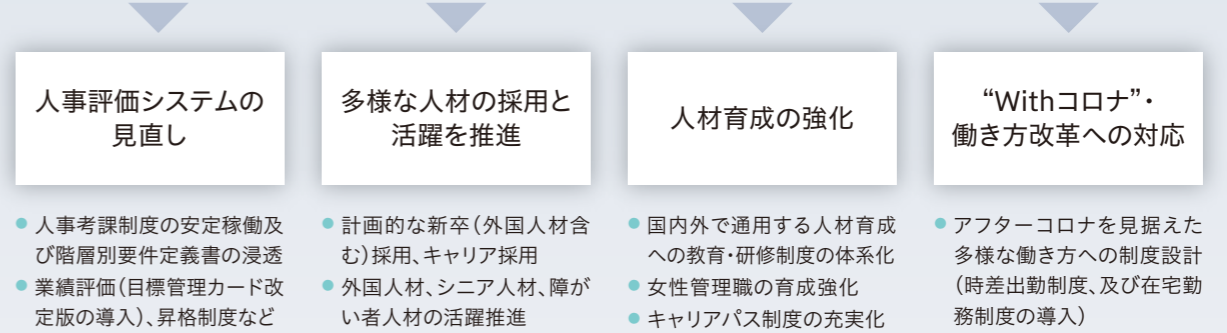 人事評価システムの
見直し
● 人事考課制度の安定稼働及
び階層別要件定義書の浸透
● 業績評価(目標管理カード改
定版の導入)、昇格制度など
多様な人材の採用と
活躍を推進
● 計画的な新卒(外国人材含
む)採用、キャリア採用
● 外国人材、シニア人材、障が
い者人材の活躍推進
人材育成の強化
● 国内外で通用する人材育成
への教育・研修制度の体系化
● 女性管理職の育成強化
● キャリアパス制度の充実化
“Withコロナ”・
働き方改革への対応
● アフターコロナを見据えた
多様な働き方への制度設計
(時差出勤制度、及び在宅勤
務制度の導入)